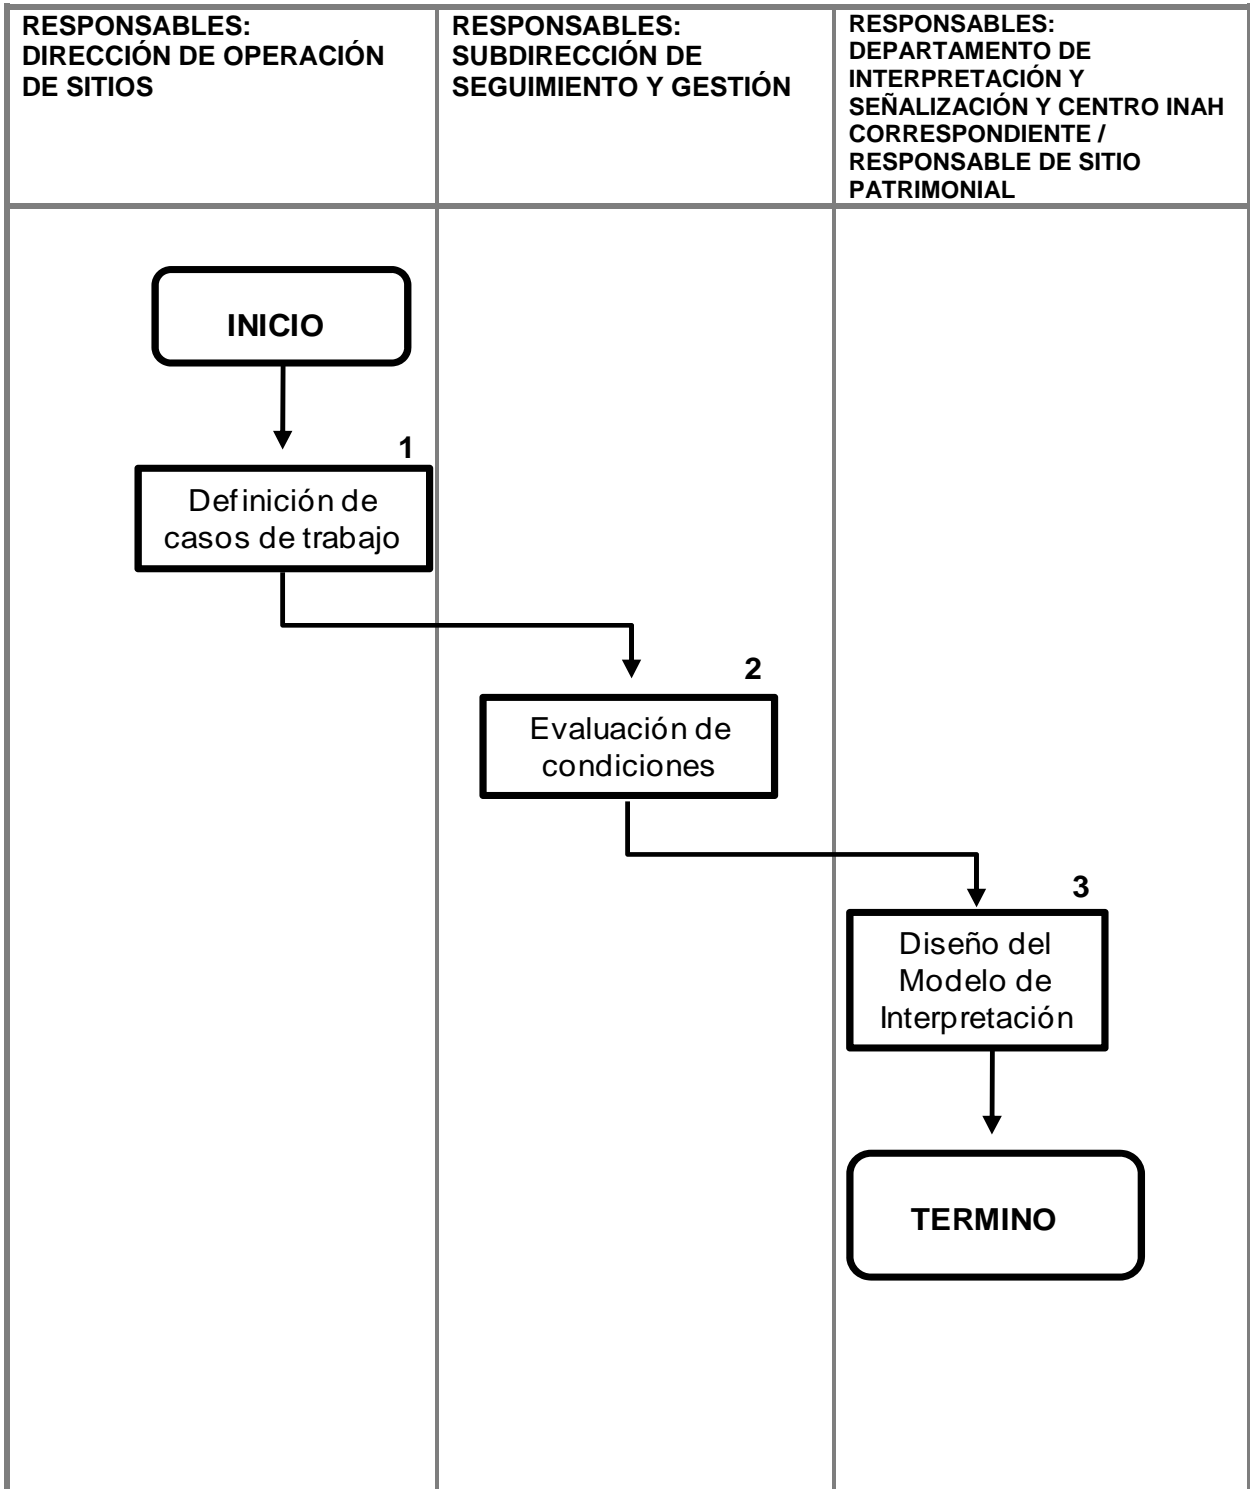 RESPONSABLES:
DIRECCIÓN DE OPERACIÓN
DE SITIOS
RESPONSABLES:
SUBDIRECCIÓN DE
SEGUIMIENTO Y GESTIÓN
RESPONSABLES:
DEPARTAMENTO DE
INTERPRETACIÓN Y
SEÑALIZACIÓN Y CENTRO INAH
CORRESPONDIENTE /
RESPONSABLE DE SITIO
PATRIMONIAL
INICIO
1
Definición de
casos de trabajo
2
Evaluación de
condiciones
3
Diseño del
Modelo de
Interpretación
TERMINO